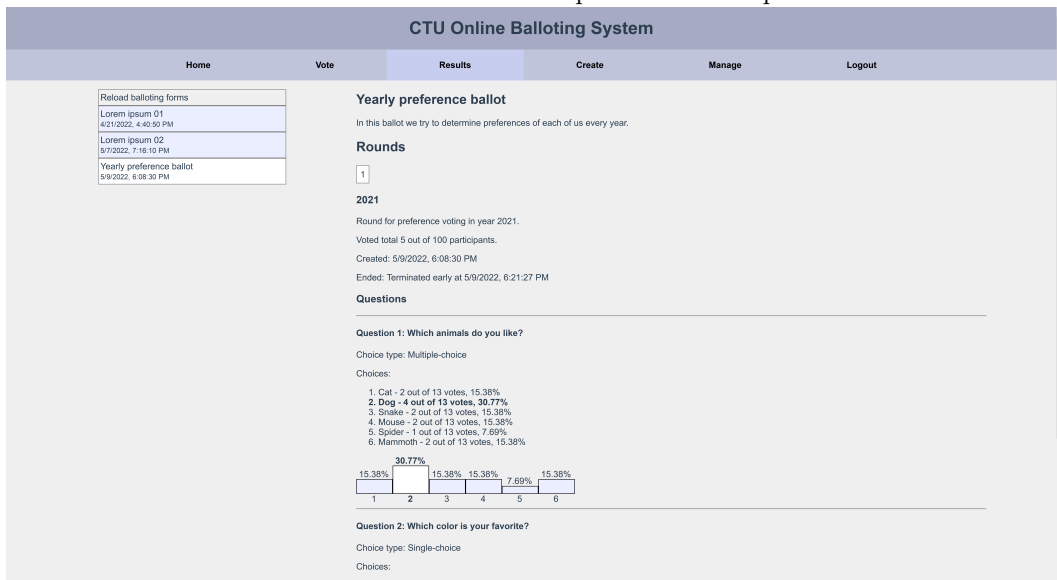 CTU Online Balloting System
Home Vote Results Create Manage Logout
Reload balloting forms
Lorem ipsum 01
4/21/2022, 4:40:50 PM
Lorem ipsum 02
5/7/2022, 7:16:10 PM
Yearly preference ballot
5/9/2022, 6:08:30 PM
Yearly preference ballot
In this ballot we try to determine preferences of each of us every year.
Rounds
1
2021
Round for preference voting in year 2021.
Voted total 5 out of 100 participants.
Created: 5/9/2022, 6:08:30 PM
Ended: Terminated early at 5/9/2022, 6:21:27 PM
Questions
Question 1: Which animals do you like?
Choice type: Multiple-choice
Choices:
1. Cat - 2 out of 13 votes, 15.38%
2. Dog - 4 out of 13 votes, 30.77%
3. Snake - 2 out of 13 votes, 15.38%
4. Mouse - 2 out of 13 votes, 15.38%
5. Spider - 1 out of 13 votes, 7.69%
6. Mammoth - 2 out of 13 votes, 15.38%
30.77%
15.38% 15.38% 15.38% 7.69% 15.38%
1 2 3 4 5 6
Question 2: Which color is your favorite?
Choice type: Single-choice
Choices: